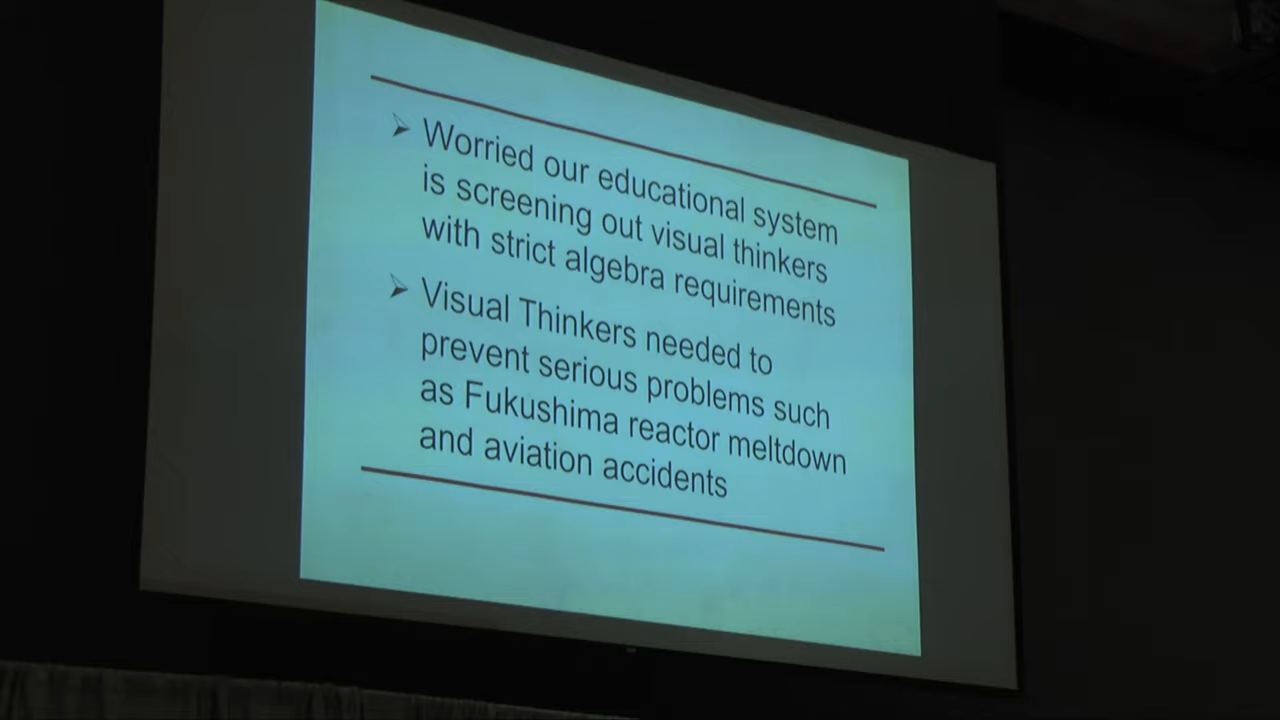 Worried our educational system
is screening out visual thinkers
with strict algebra requirements
Visual Thinkers needed to
prevent serious problems such
as Fukushima reactor meltdown
and aviation accidents